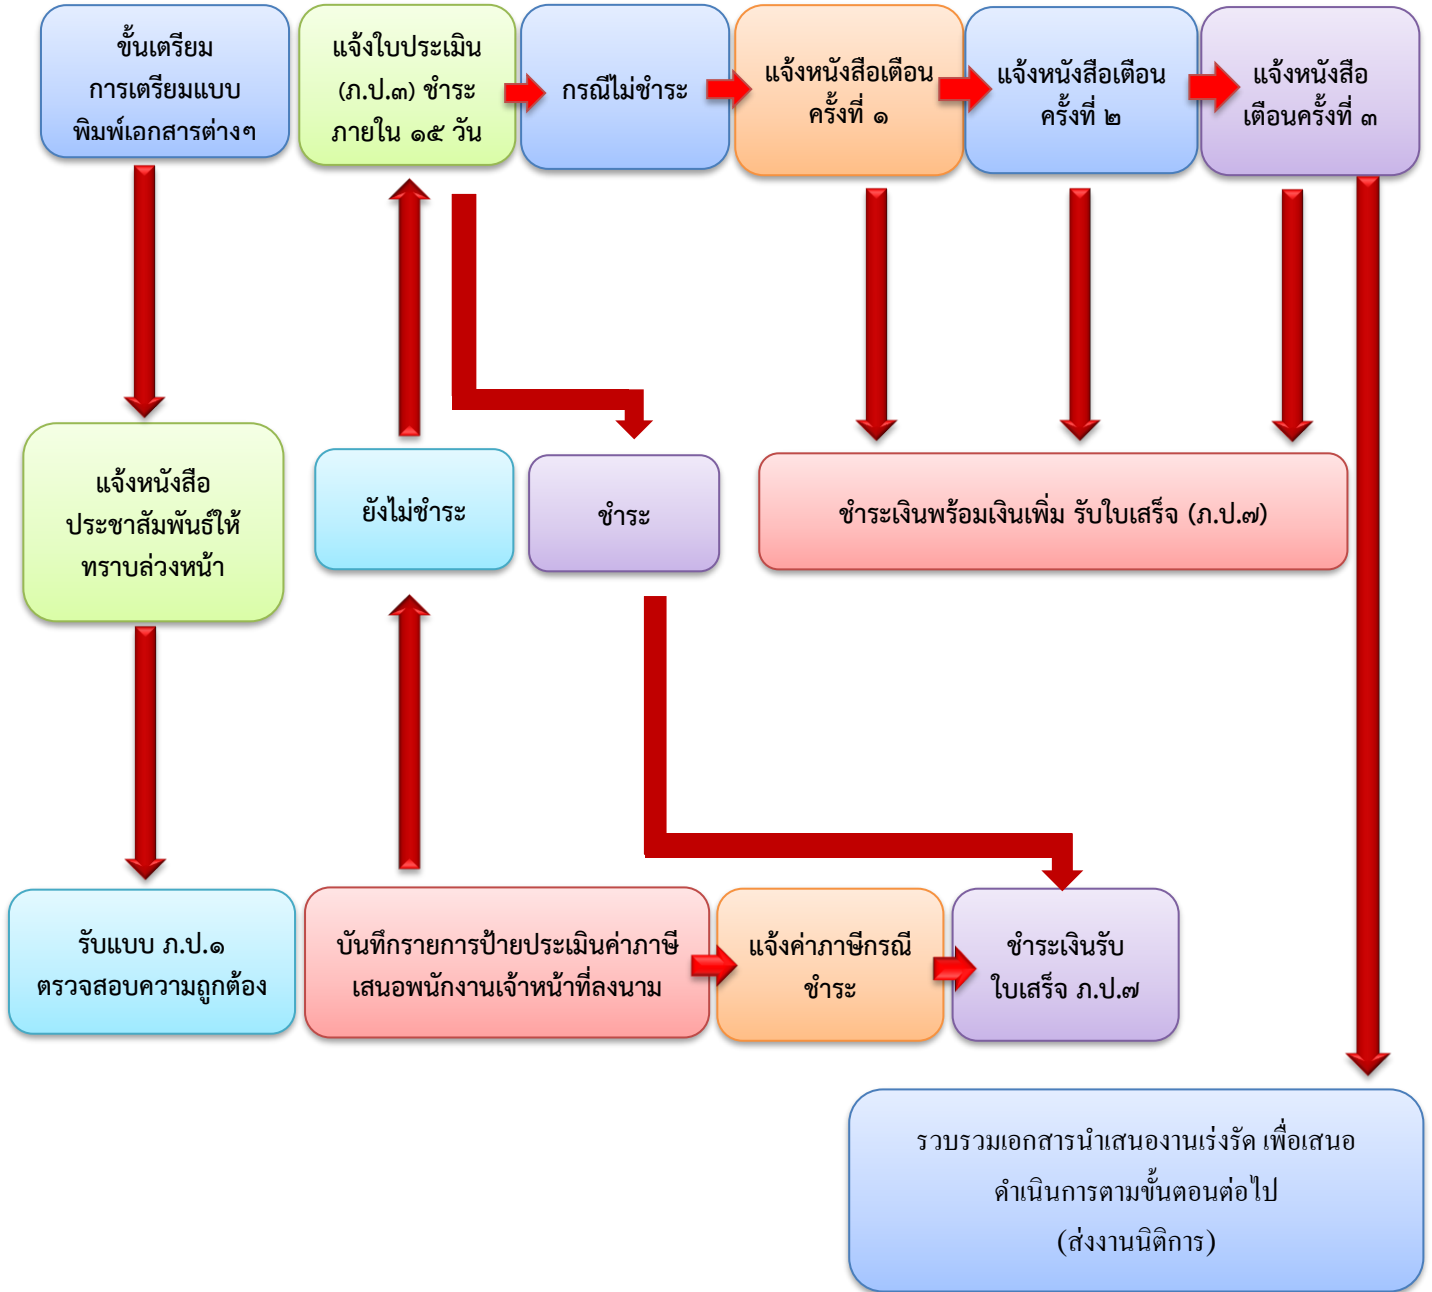 ขั้นเตรียม
การเตรียมแบบ
พิมพ์เอกสารต่างๆ
แจ้งใบประเมิน
(ภ.ป.๓) ชำระ
ภายใน ๑๕ วัน
กรณีไม่ชำระ
แจ้งหนังสือเตือน
ครั้งที่ ๑
แจ้งหนังสือเตือน
ครั้งที่ ๒
แจ้งหนังสือ
เตือนครั้งที่ ๓
แจ้งหนังสือ
ประชาสัมพันธ์ให้
ทราบล่วงหน้า
ยังไม่ชำระ
ชำระ
ชำระเงินพร้อมเงินเพิ่ม รับใบเสร็จ (ภ.ป.๗)
รับแบบ ภ.ป.๑
ตรวจสอบความถูกต้อง
บันทึกรายการป้ายประเมินค่าภาษี
เสนอพนักงานเจ้าหน้าที่ลงนาม
แจ้งค่าภาษีกรณี
ชำระ
ชำระเงินรับ
ใบเสร็จ ภ.ป.๗
รวบรวมเอกสารนำเสนองานเร่งรัด เพื่อเสนอ
ดำเนินการตามขั้นตอนต่อไป
(ส่งงานนิติการ)